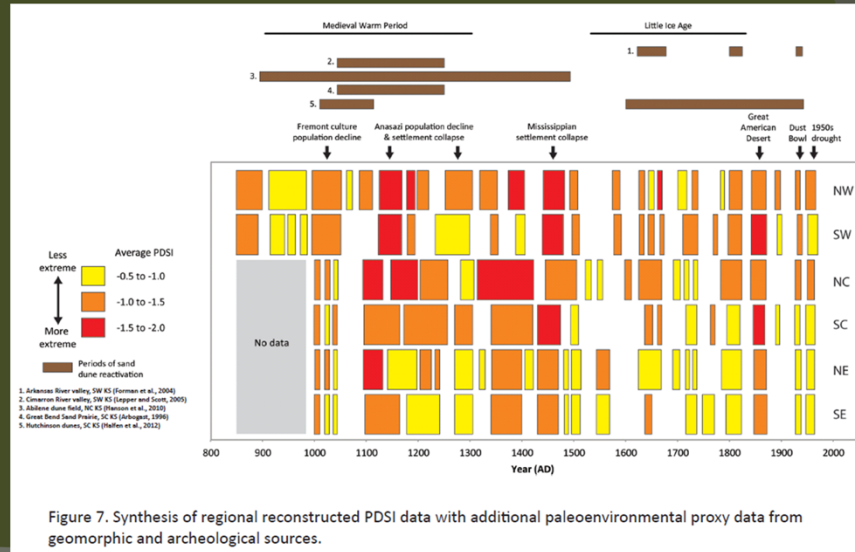 Medieval Warm Period
Little Ice Age
1.
2.
3.
4.
5.
Fremont culture
population decline
Anasazi population decline
& settlement collapse
Mississippian
settlement collapse
Great
American
Desert
Dust
Bowl
1950s
drought
NW
SW
NC
SC
NE
SE
Less
extreme
More
extreme
Average PDSI
-0.5 to -1.0
-1.0 to -1.5
-1.5 to -2.0
Periods of sand
dune reactivation
No data
1. Arkansas River valley, SW KS (Forman et al., 2004)
2. Cimarron River valley, SW KS (Lepper and Scott, 2005)
3. Abilene dune field, NC KS (Hanson et al., 2010)
4. Great Bend Sand Prairie, SC KS (Arbogast, 1996)
5. Hutchinson dunes, SC KS (Halfen et al., 2012)
800 900 1000 1100 1200 1300 1400 1500 1600 1700 1800 1900 2000
Year (AD)
Figure 7. Synthesis of regional reconstructed PDSI data with additional paleoenvironmental proxy data from
geomorphic and archeological sources.